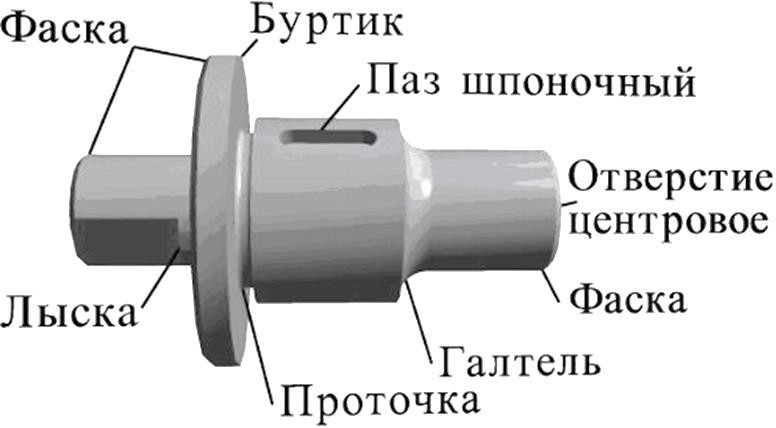 Фаска
Буртик
Паз шпоночный
Отверстие
центровое
Фаска
Лыска
Галтель
Проточка